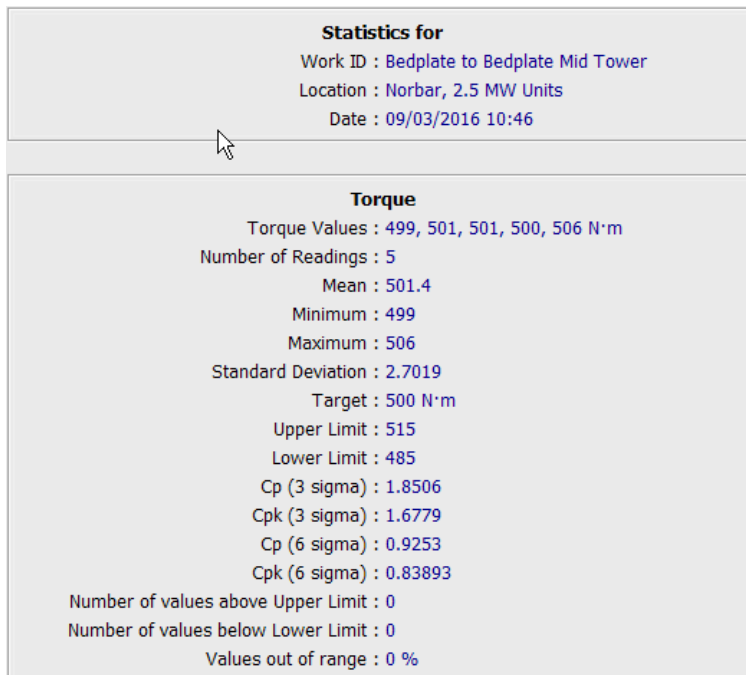 Statistics for
Work ID : Bedplate to Bedplate Mid Tower
Location : Norbar, 2.5 MW Units
Date : 09/03/2016 10:46
Torque
Torque Values : 499, 501, 501, 500, 506 N·m
Number of Readings : 5
Mean : 501.4
Minimum : 499
Maximum : 506
Standard Deviation : 2.7019
Target : 500 N·m
Upper Limit : 515
Lower Limit : 485
Cp (3 sigma) : 1.8506
Cpk (3 sigma) : 1.6779
Cp (6 sigma) : 0.9253
Cpk (6 sigma) : 0.83893
Number of values above Upper Limit : 0
Number of values below Lower Limit : 0
Values out of range : 0 %